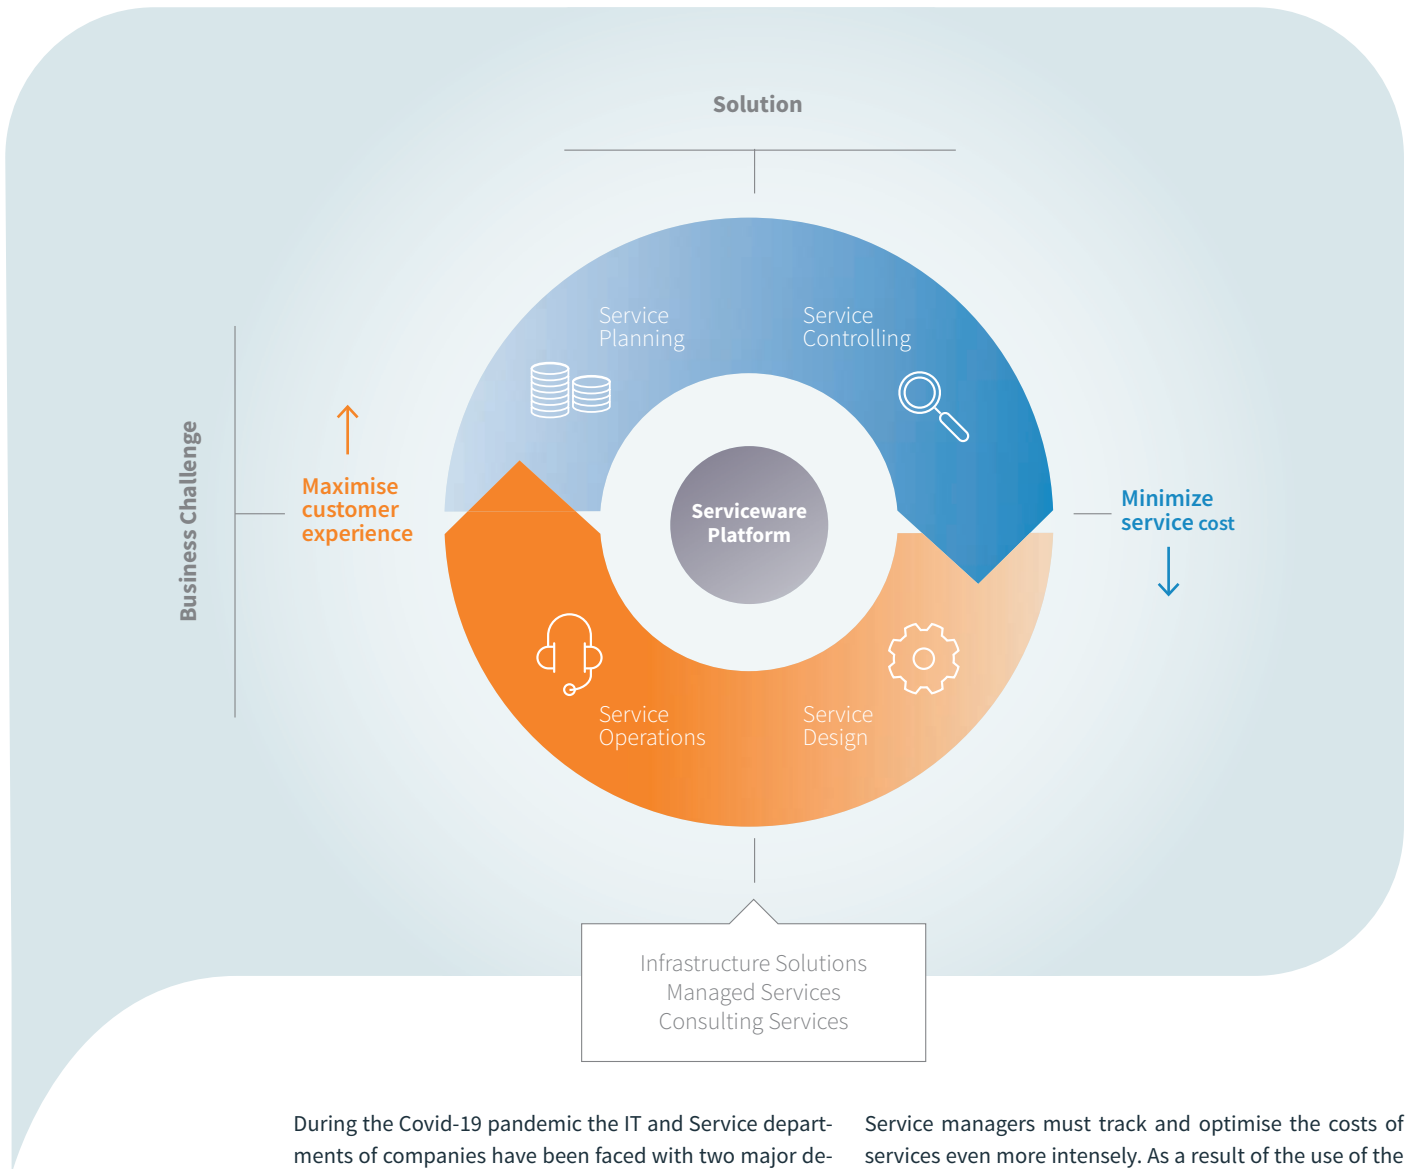 Solution
Service
Planning
Service
Controlling
Business Challenge
Maximise
customer
experience
Serviceware
Platform
Minimize
service cost
Service
Operations
Service
Design
Infrastructure Solutions
Managed Services
Consulting Services
During the Covid-19 pandemic the IT and Service depart-
ments of companies have been faced with two major de-
Service managers must track and optimise the costs of
services even more intensely. As a result of the use of the